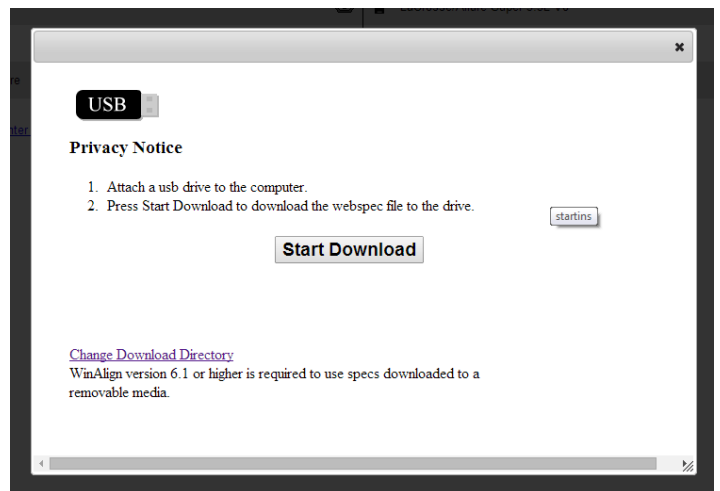 re
nter
USB
Privacy Notice
1. Attach a usb drive to the computer.
2. Press Start Download to download the webspec file to the drive.
startins
Start Download
Change Download Directory
WinAlign version 6.1 or higher is required to use specs downloaded to a
removable media.